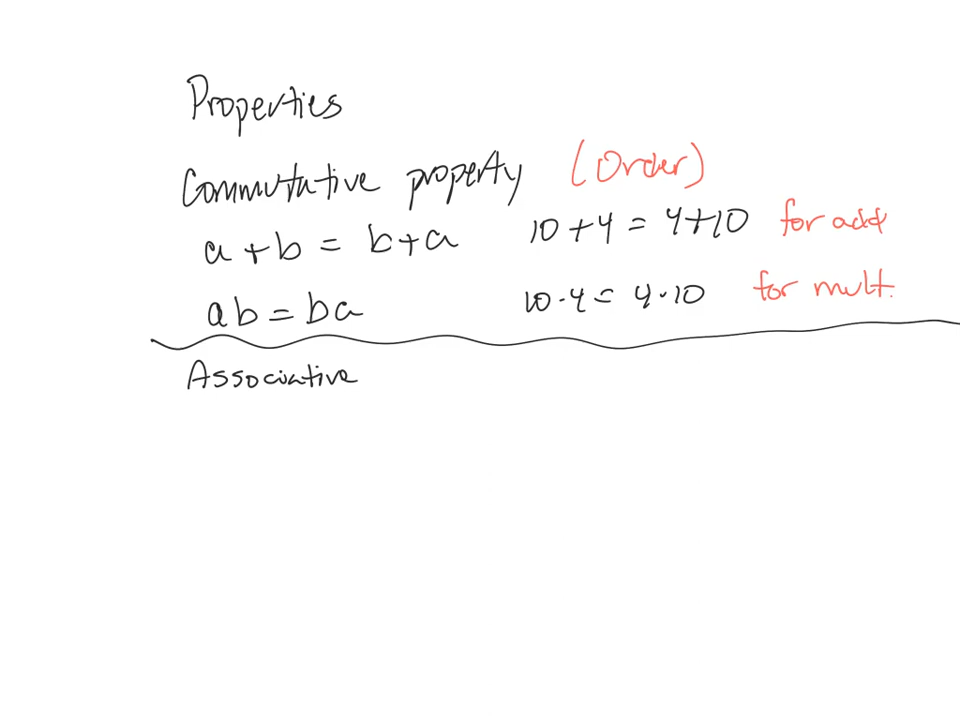 Properties
Commutative property (Order)
a + b = b + a 10 + 4 = 4 + 10 for add
ab = ba 10 · 4 = 4 · 10 for mult.
Associative